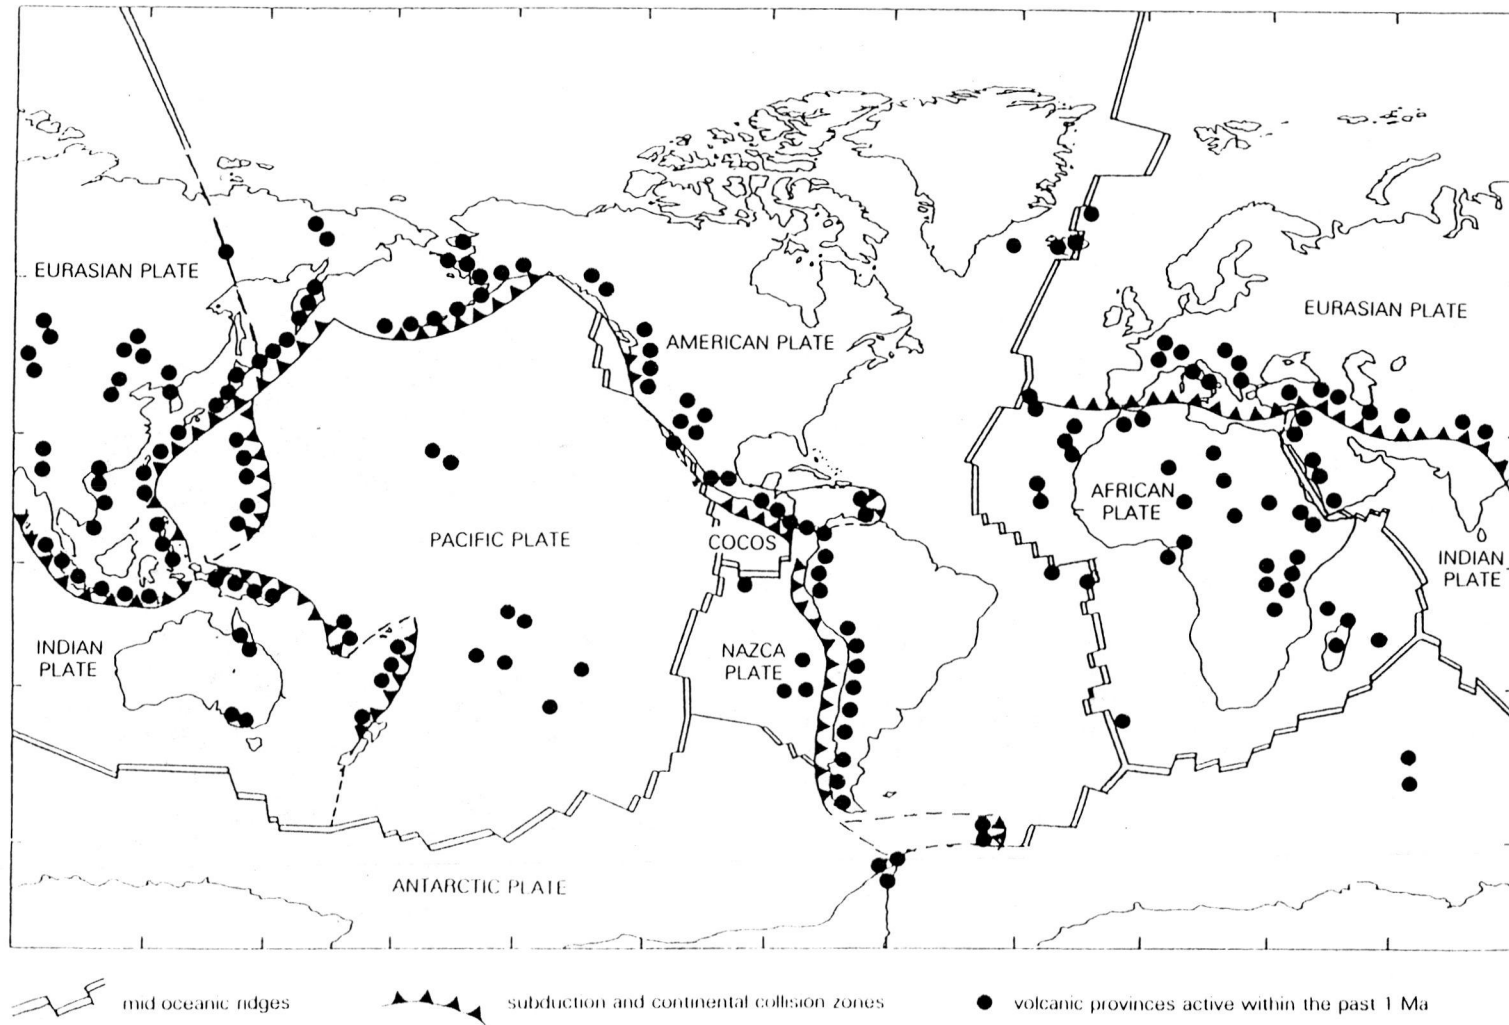 EURASIAN PLATE
AMERICAN PLATE
EURASIAN PLATE
PACIFIC PLATE
COCOS
AFRICAN
PLATE
INDIAN
PLATE
INDIAN
PLATE
NAZCA
PLATE
ANTARCTIC PLATE
mid oceanic ridges
subduction and continental collision zones
volcanic provinces active within the past 1 Ma